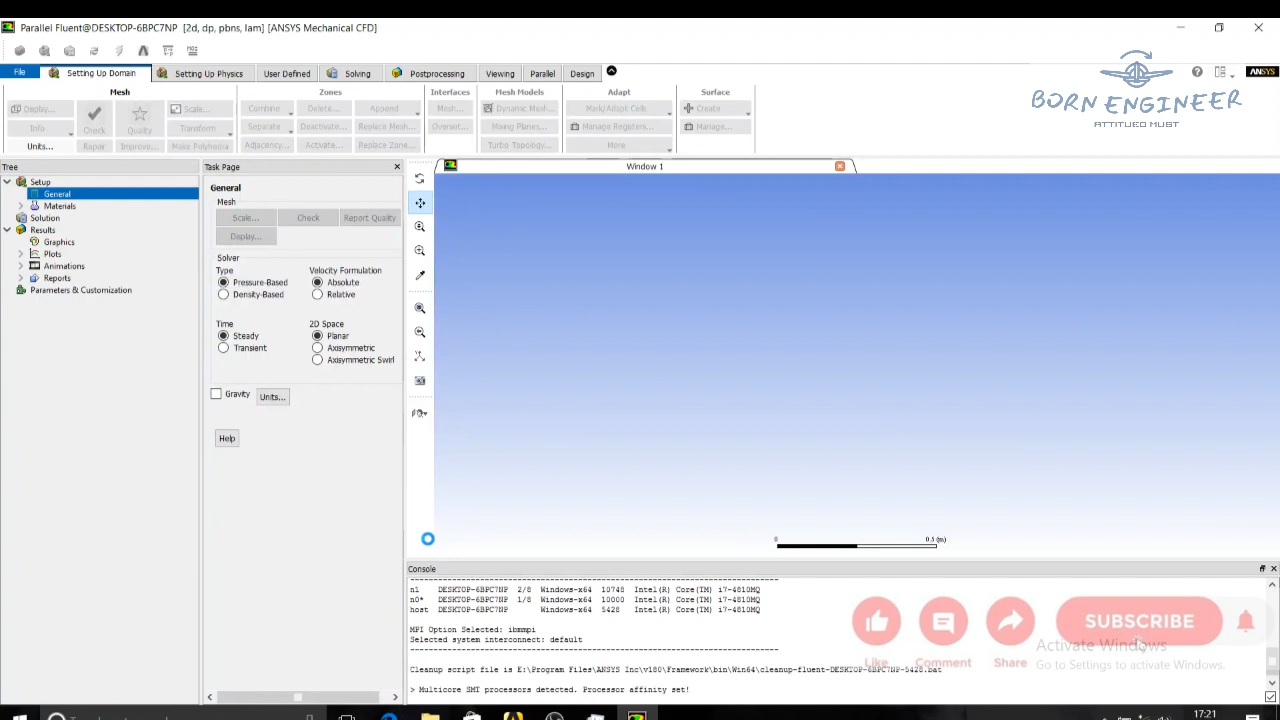 Parallel Fluent@DESKTOP-6BPC7NP [2d, dp, pbns, lam] [ANSYS Mechanical CFD]
File Setting Up Domain Setting Up Physics User Defined Solving Postprocessing Viewing Parallel Design
ANSYS
BORN ENGINEER
ATTITUED MUST
Mesh Zones Interfaces Mesh Models Adapt Surface
Display... Scale... Combine Delete... Append Mesh... Dynamic Mesh... Mark/Adapt Cells Create
Info Check Quality Transform Separate Deactivate... Replace Mesh... Overset... Mixing Planes... Manage Registers... Manage...
Units... Repair Improve... Make Polyhedra Adjacency... Activate... Replace Zone... Turbo Topology... More
Tree
Setup
General
Materials
Solution
Results
Graphics
Plots
Animations
Reports
Parameters & Customization
Task Page
General
Mesh
Scale... Check Report Quality
Display...
Solver
Type Velocity Formulation
Pressure-Based Absolute
Density-Based Relative
Time 2D Space
Steady Planar
Transient Axisymmetric
Axisymmetric Swirl
Gravity Units...
Help
Window 1
0 0.5 (m)
Console
n1 DESKTOP-6BPC7NP 2/8 Windows-x64 10748 Intel(R) Core(TM) i7-4810MQ
n0* DESKTOP-6BPC7NP 1/8 Windows-x64 10000 Intel(R) Core(TM) i7-4810MQ
host DESKTOP-6BPC7NP Windows-x64 5428 Intel(R) Core(TM) i7-4810MQ
MPI Option Selected: ibmmpi
Selected system interconnect: default
Cleanup script file is E:\Program Files\ANSYS Inc\v180\Framework\bin\Win64\cleanup-fluent-DESKTOP-6BPC7NP-5428.bat
> Multicore SMT processors detected. Processor affinity set!
Like Comment Share SUBSCRIBE
Activate Windows
Go to Settings to activate Windows.
17:21